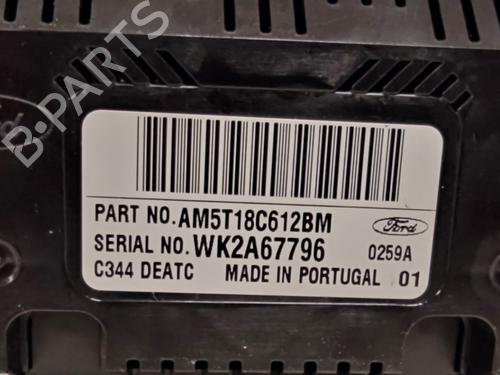 B-PARTS
PART NO.AM5T18C612BM
Ford
SERIAL NO.WK2A67796
0259A
C344 DEATC MADE IN PORTUGAL 01